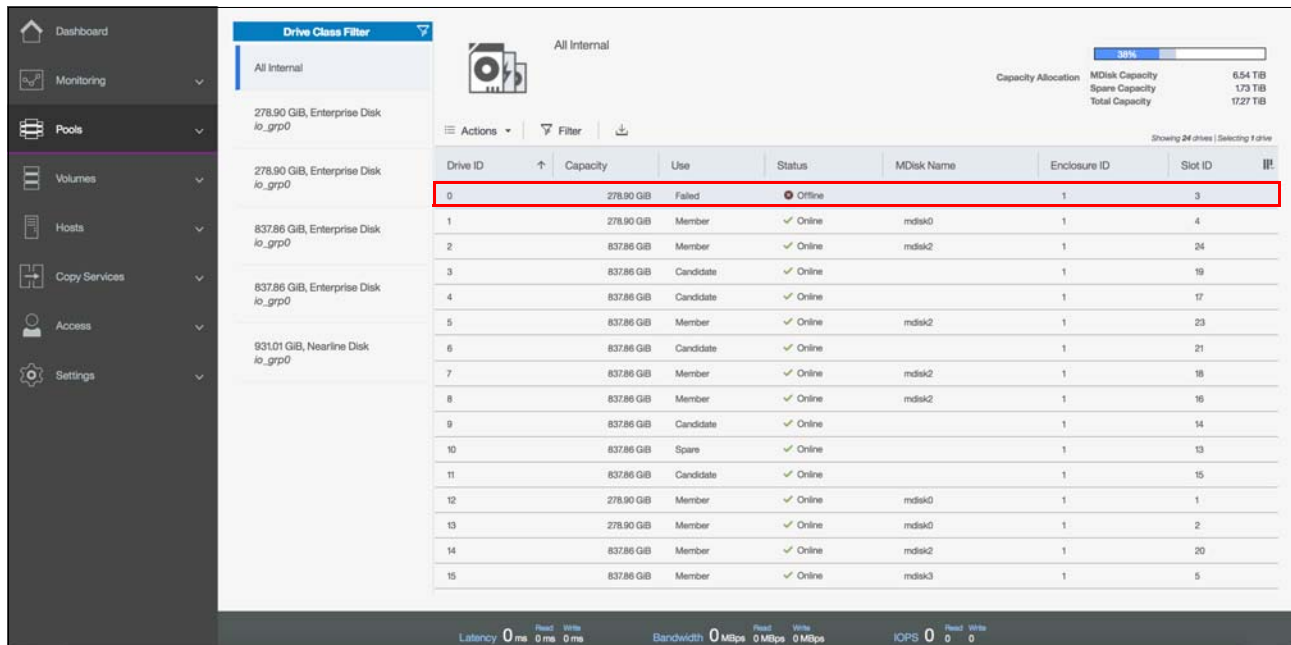 Dashboard
Monitoring
Pools
Volumes
Hosts
Copy Services
Access
Settings
Drive Class Filter
All Internal
278.90 GiB, Enterprise Disk
io_grp0
278.90 GiB, Enterprise Disk
io_grp0
837.86 GiB, Enterprise Disk
io_grp0
837.86 GiB, Enterprise Disk
io_grp0
931.01 GiB, Nearline Disk
io_grp0
All Internal
38%
Capacity Allocation MDisk Capacity 6.54 TiB
Spare Capacity 1.73 TiB
Total Capacity 17.27 TiB
Actions Filter
Showing 24 drives | Selecting 1 drive
Drive ID Capacity Use Status MDisk Name Enclosure ID Slot ID
0 278.90 GiB Failed Offline 1 3
1 278.90 GiB Member Online mdisk0 1 4
2 837.86 GiB Member Online mdisk2 1 24
3 837.86 GiB Candidate Online 1 19
4 837.86 GiB Candidate Online 1 17
5 837.86 GiB Member Online mdisk2 1 23
6 837.86 GiB Candidate Online 1 21
7 837.86 GiB Member Online mdisk2 1 18
8 837.86 GiB Member Online mdisk2 1 16
9 837.86 GiB Candidate Online 1 14
10 837.86 GiB Spare Online 1 13
11 837.86 GiB Candidate Online 1 15
12 278.90 GiB Member Online mdisk0 1 1
13 278.90 GiB Member Online mdisk0 1 2
14 837.86 GiB Member Online mdisk2 1 20
15 837.86 GiB Member Online mdisk3 1 5
Read Write Read Write Read Write
Latency 0 ms 0 ms 0 ms Bandwidth 0 MBps 0 MBps 0 MBps IOPS 0 0 0